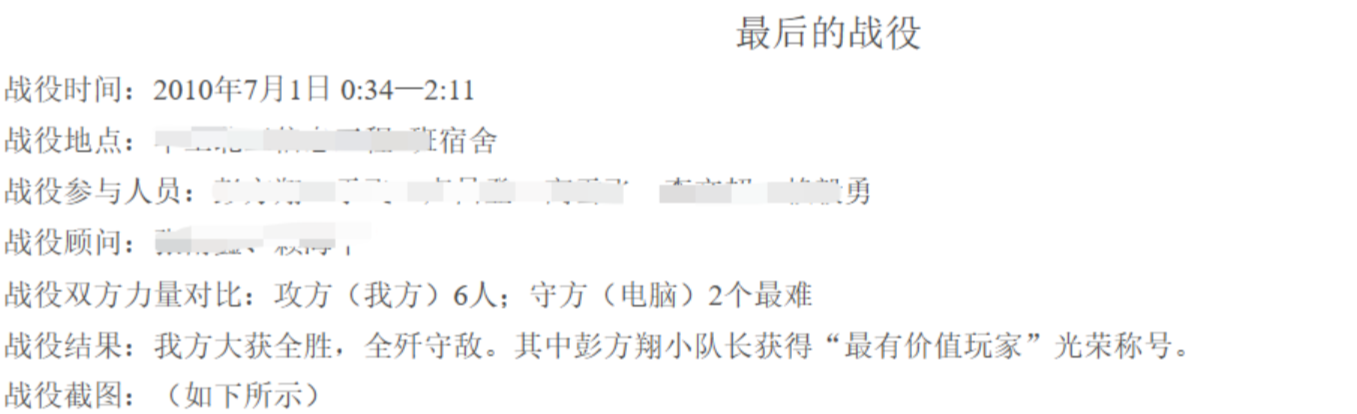 最后的战役
战役时间：2010年7月1日 0:34—2:11
战役地点：班宿舍
战役参与人员：勇
战役顾问：
战役双方力量对比：攻方（我方）6人；守方（电脑）2个最难
战役结果：我方大获全胜，全歼守敌。其中彭方翔小队长获得“最有价值玩家”光荣称号。
战役截图：（如下所示）